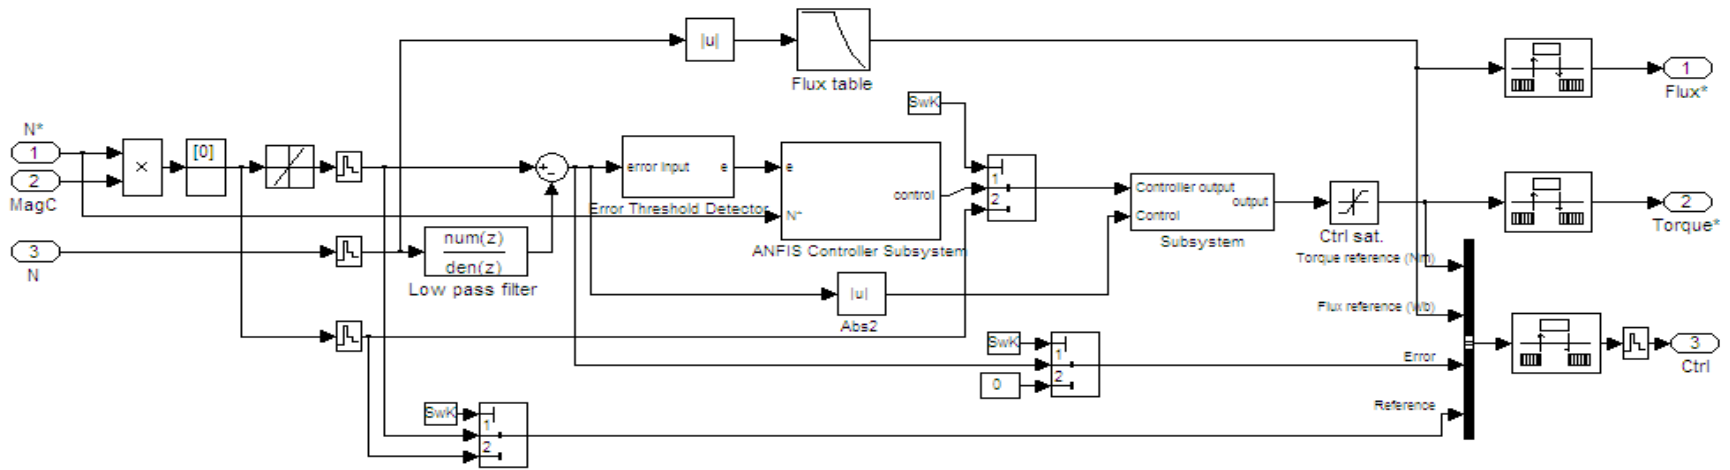 |u|
Flux table
1
Flux*
SwK
N*
1
2
MagC
×
[0]
+
-
error input
e
Error Threshold Detector
e
N*
control
ANFIS Controller Subsystem
1
2
Controller output
Control
output
Subsystem
Ctrl sat.
2
Torque*
3
N
num(z)
den(z)
Low pass filter
|u|
Abs2
Torque reference (Nm)
Flux reference (Wb)
Error
Reference
SwK
0
1
2
3
Ctrl
SwK
1
2